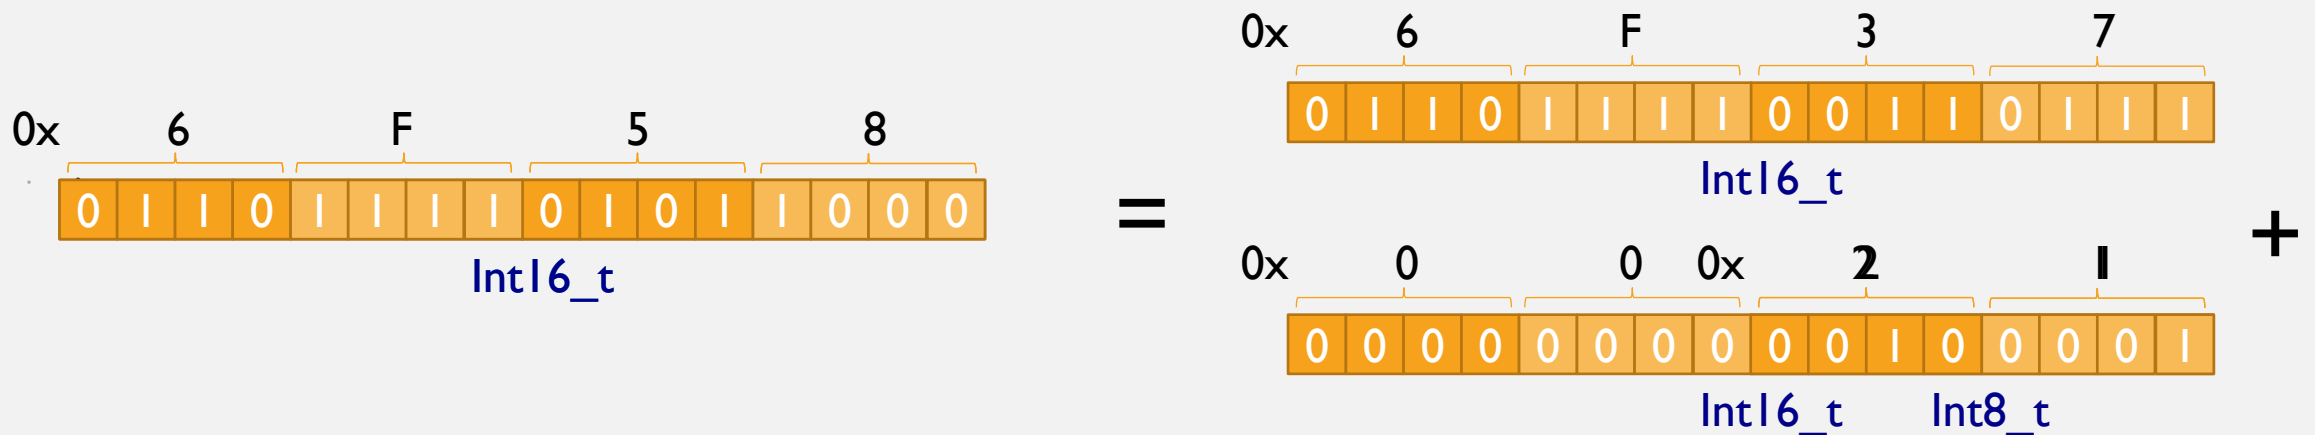 0x 6 F 5 8
0 1 1 0 1 1 1 1 0 1 0 1 1 0 0 0
Int16_t
=
0x 6 F 3 7
0 1 1 0 1 1 1 1 0 0 1 1 0 1 1 1
Int16_t
+
0x 0 0 0x 2 1
0 0 0 0 0 0 0 0 0 0 1 0 0 0 0 1
Int16_t Int8_t